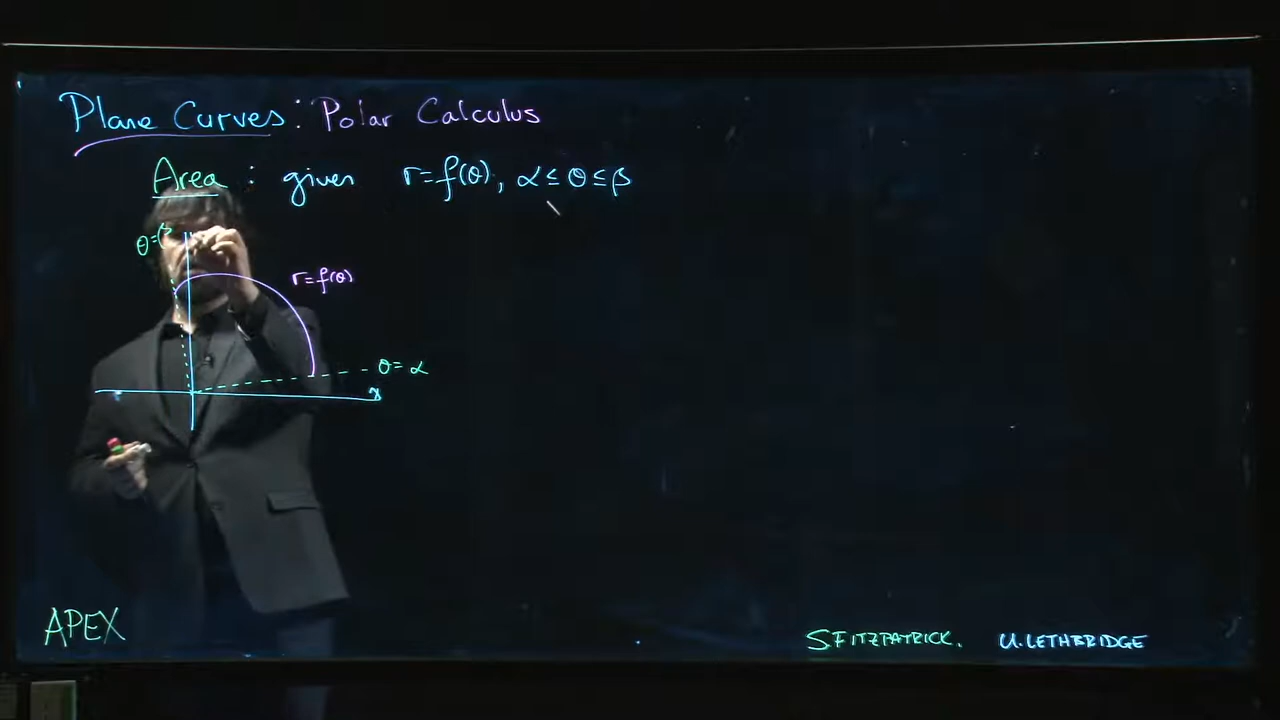 Plane Curves: Polar Calculus
Area: given r=f(θ), α≤θ≤β
θ=β
r=f(θ)
θ=α
x
APEX
S.FITZPATRICK. U.LETHBRIDGE